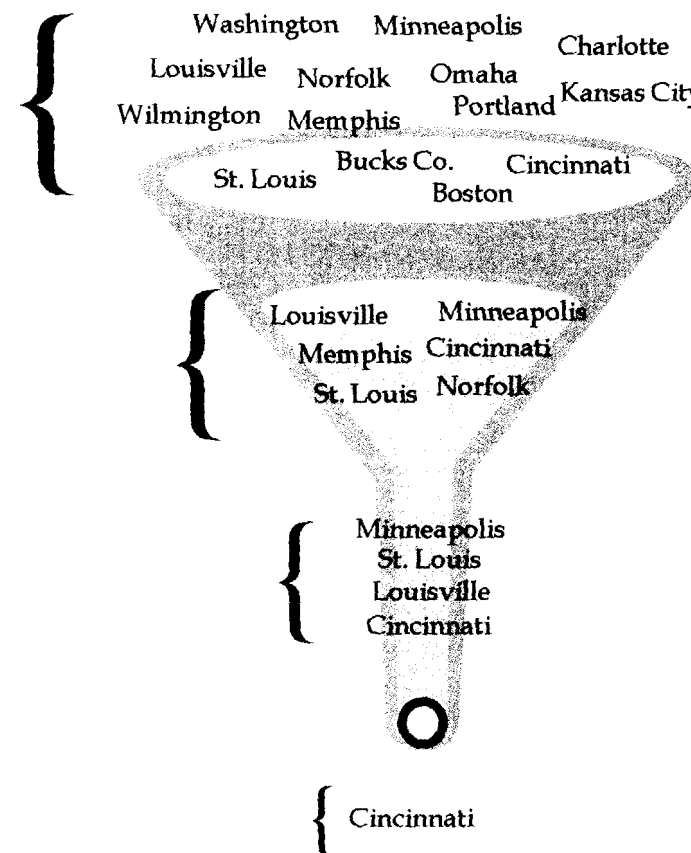 Washington Minneapolis
Charlotte
Louisville Norfolk Omaha
Kansas City
Wilmington Memphis Portland
St. Louis Bucks Co. Cincinnati
Boston
Louisville Minneapolis
Memphis Cincinnati
St. Louis Norfolk
Minneapolis
St. Louis
Louisville
Cincinnati
Cincinnati